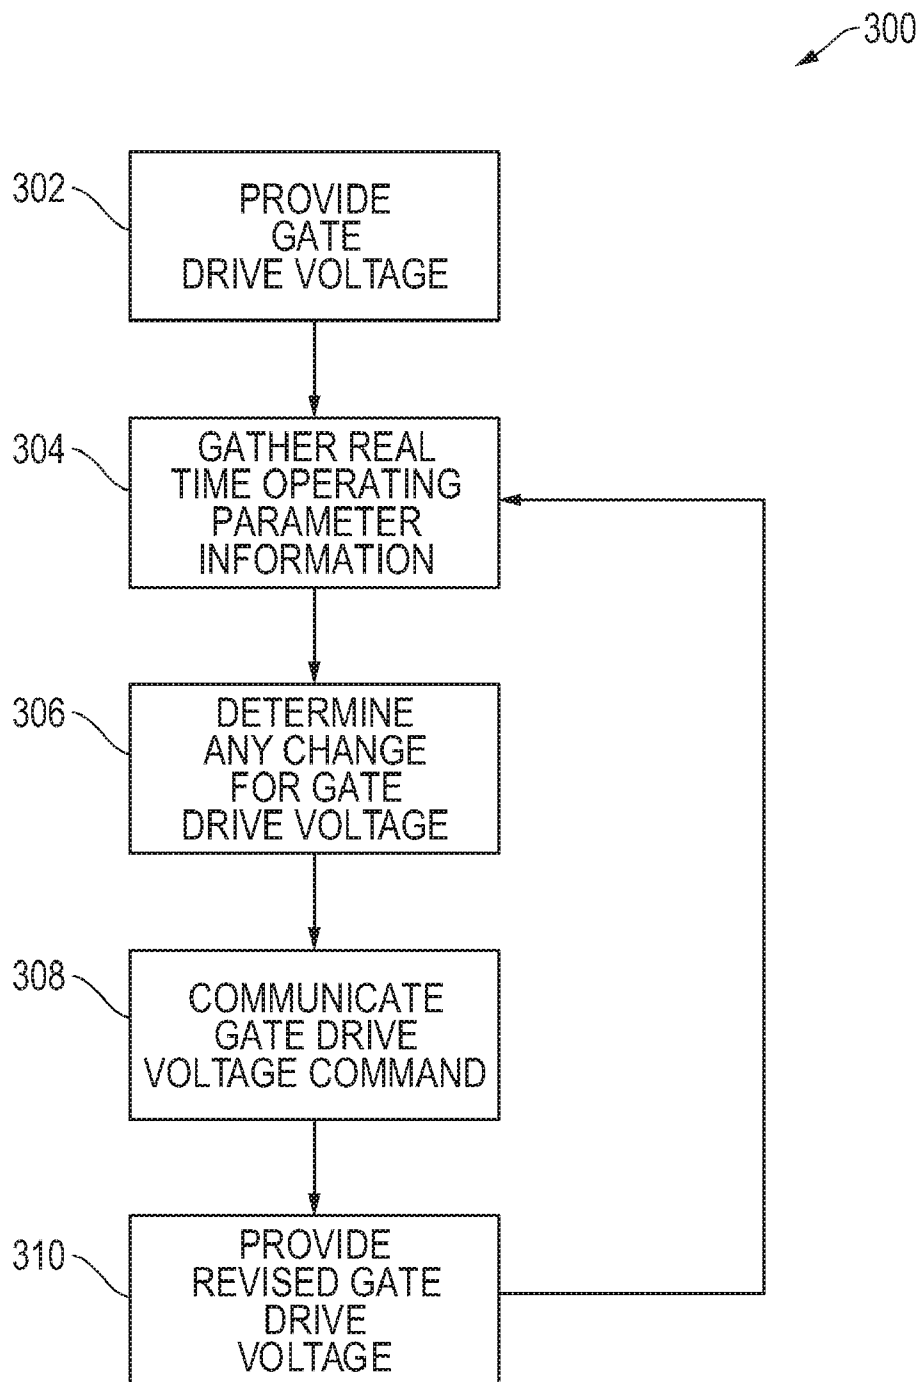 300
302
PROVIDE
GATE
DRIVE VOLTAGE
304
GATHER REAL
TIME OPERATING
PARAMETER
INFORMATION
306
DETERMINE
ANY CHANGE
FOR GATE
DRIVE VOLTAGE
308
COMMUNICATE
GATE DRIVE
VOLTAGE COMMAND
310
PROVIDE
REVISED GATE
DRIVE
VOLTAGE